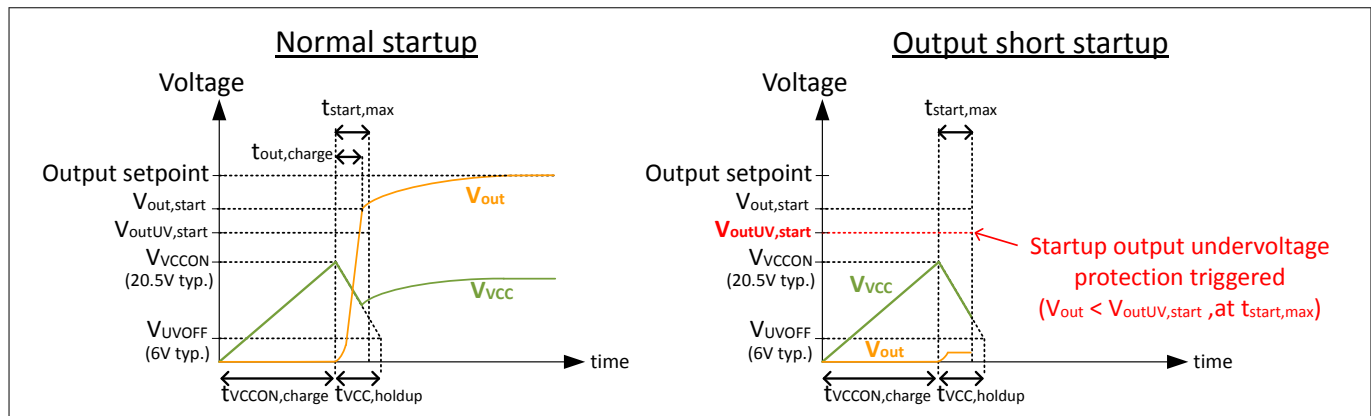 Normal startup
Voltage
tstart,max
tout,charge
Output setpoint
Vout,start
VoutUV,start
VVCCON
(20.5V typ.)
VUVOFF
(6V typ.)
Vout
VVCC
time
tVCCON,charge
tVCC,holdup
Output short startup
Voltage
tstart,max
Output setpoint
Vout,start
VoutUV,start
VVCCON
(20.5V typ.)
VUVOFF
(6V typ.)
VVCC
Vout
Startup output undervoltage
protection triggered
(Vout < VoutUV,start ,at tstart,max)
time
tVCCON,charge
tVCC,holdup